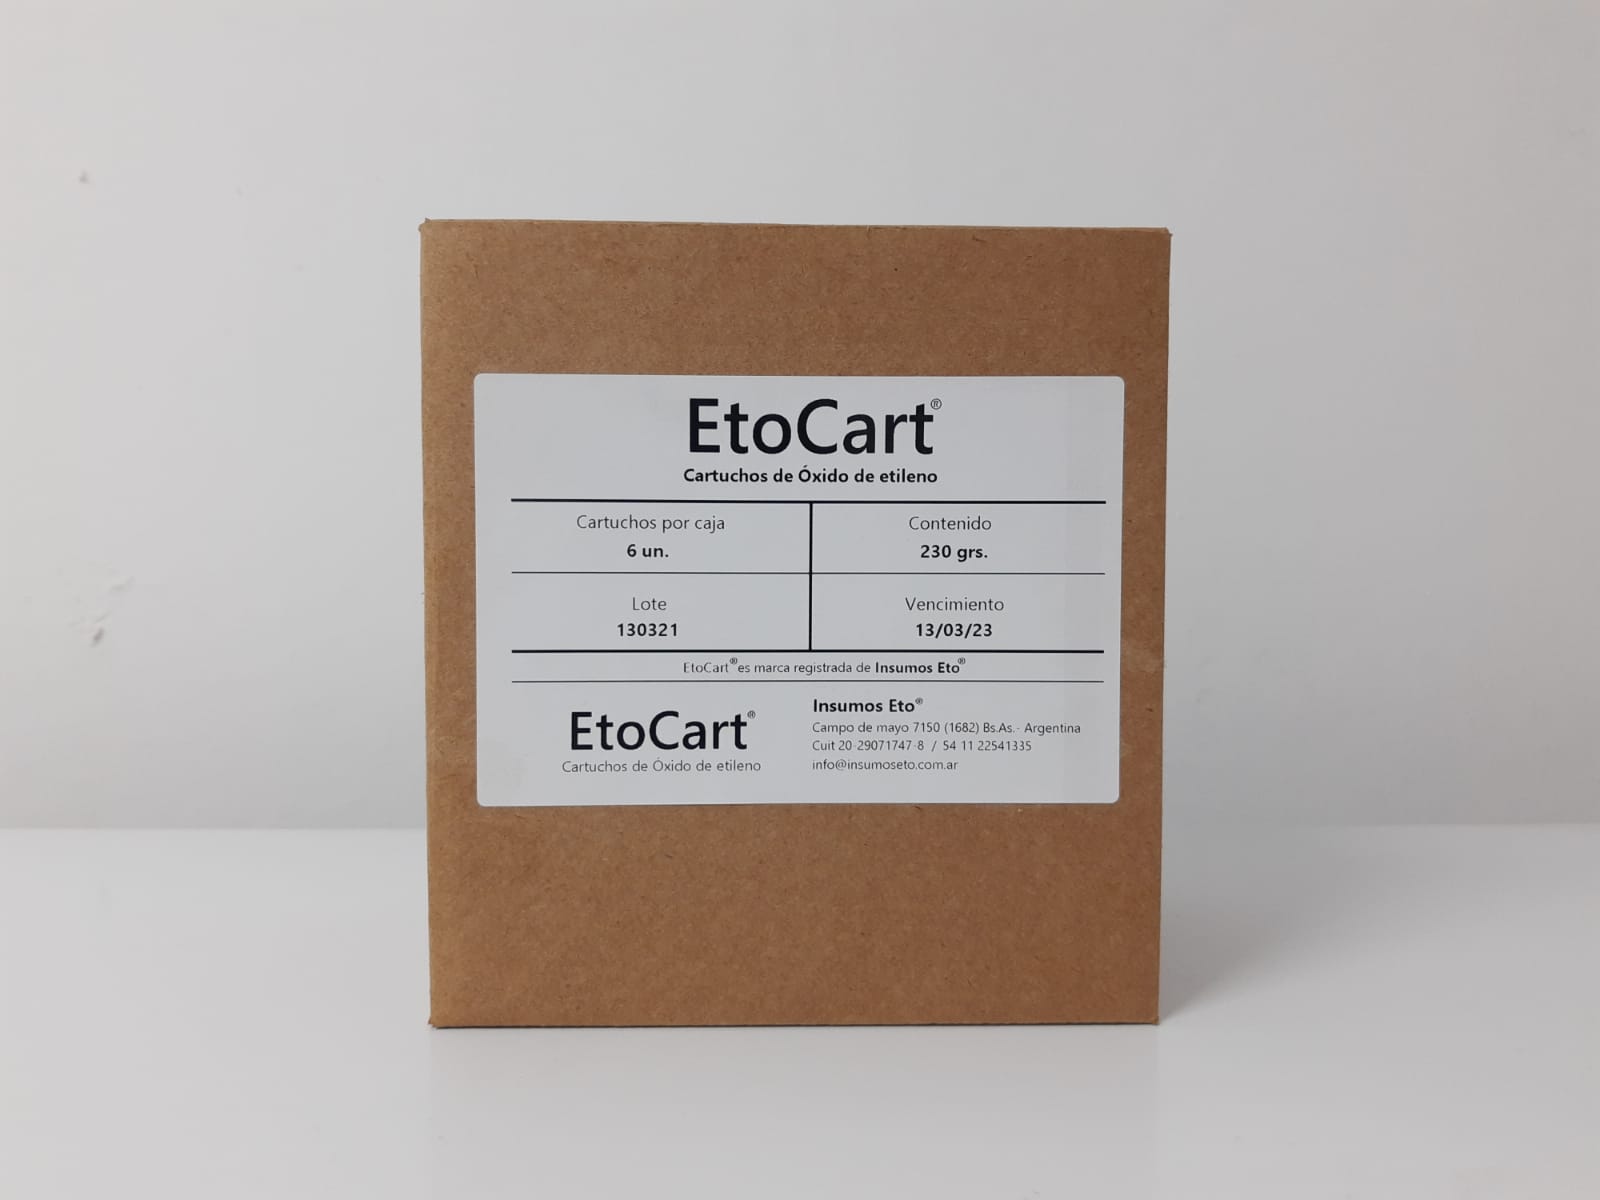 EtoCart®
Cartuchos de Óxido de etileno
Cartuchos por caja
6 un.
Contenido
230 grs.
Lote
130321
Vencimiento
13/03/23
EtoCart® es marca registrada de Insumos Eto®
EtoCart®
Cartuchos de Óxido de etileno
Insumos Eto®
Campo de mayo 7150 (1682) Bs.As.- Argentina
Cuit 20-29071747-8 / 54 11 22541335
info@insumoseto.com.ar